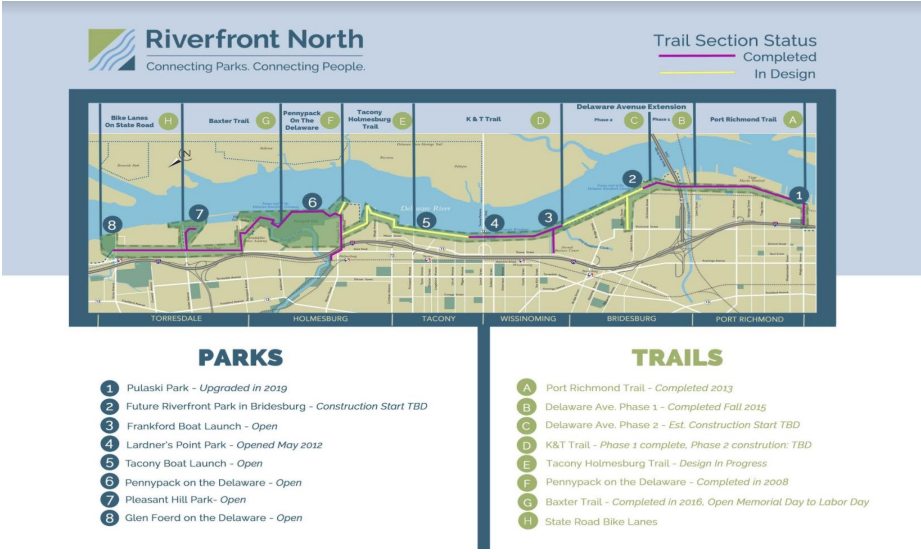 Riverfront North
Connecting Parks. Connecting People.
Trail Section Status
Completed
In Design
Bike Lanes
On State Road
H
Baxter Trail
G
Pennypack
On The
Delaware
F
Tacony
Holmesburg
Trail
E
K & T Trail
D
Delaware Avenue Extension
Phase 2
C
Phase 1
B
Port Richmond Trail
A
Delaware River
8
7
6
5
4
3
2
1
TORRESDALE
HOLMESBURG
TACONY
WISSINOMING
BRIDESBURG
PORT RICHMOND
PARKS
1 Pulaski Park - Upgraded in 2019
2 Future Riverfront Park in Bridesburg - Construction Start TBD
3 Frankford Boat Launch - Open
4 Lardner's Point Park - Opened May 2012
5 Tacony Boat Launch - Open
6 Pennypack on the Delaware - Open
7 Pleasant Hill Park- Open
8 Glen Foerd on the Delaware - Open
TRAILS
A Port Richmond Trail - Completed 2013
B Delaware Ave. Phase 1 - Completed Fall 2015
C Delaware Ave. Phase 2 - Est. Construction Start TBD
D K&T Trail - Phase 1 complete, Phase 2 constrution: TBD
E Tacony Holmesburg Trail - Design In Progress
F Pennypack on the Delaware - Completed in 2008
G Baxter Trail - Completed in 2016, Open Memorial Day to Labor Day
H State Road Bike Lanes